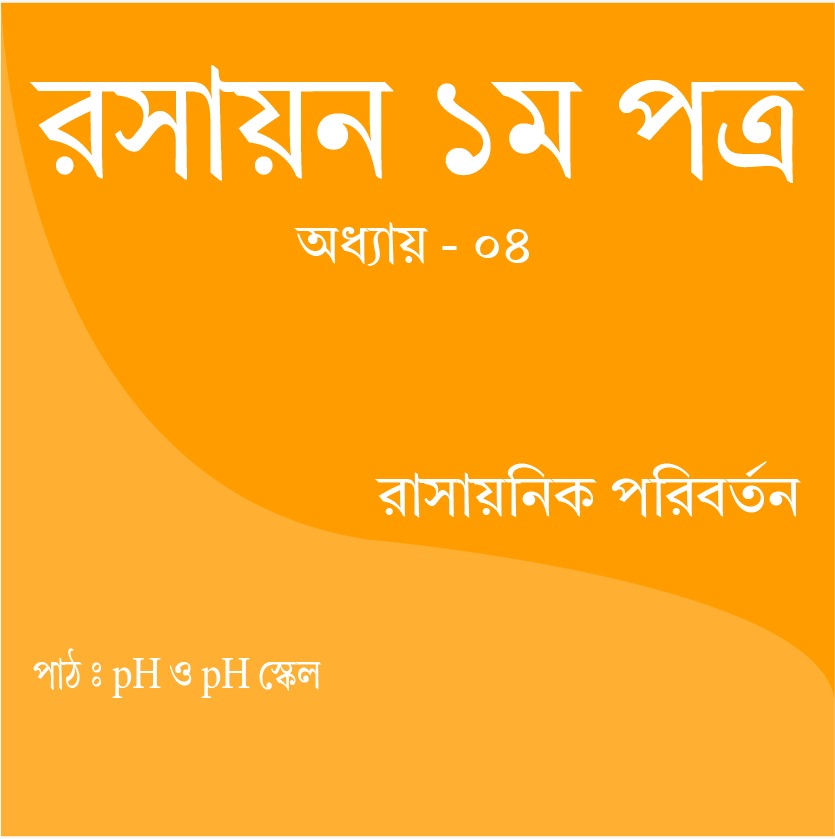 রসায়ন ১ম পত্র
অধ্যায় - ০৪
রাসায়নিক পরিবর্তন
পাঠ ঃ pH ও pH স্কেল